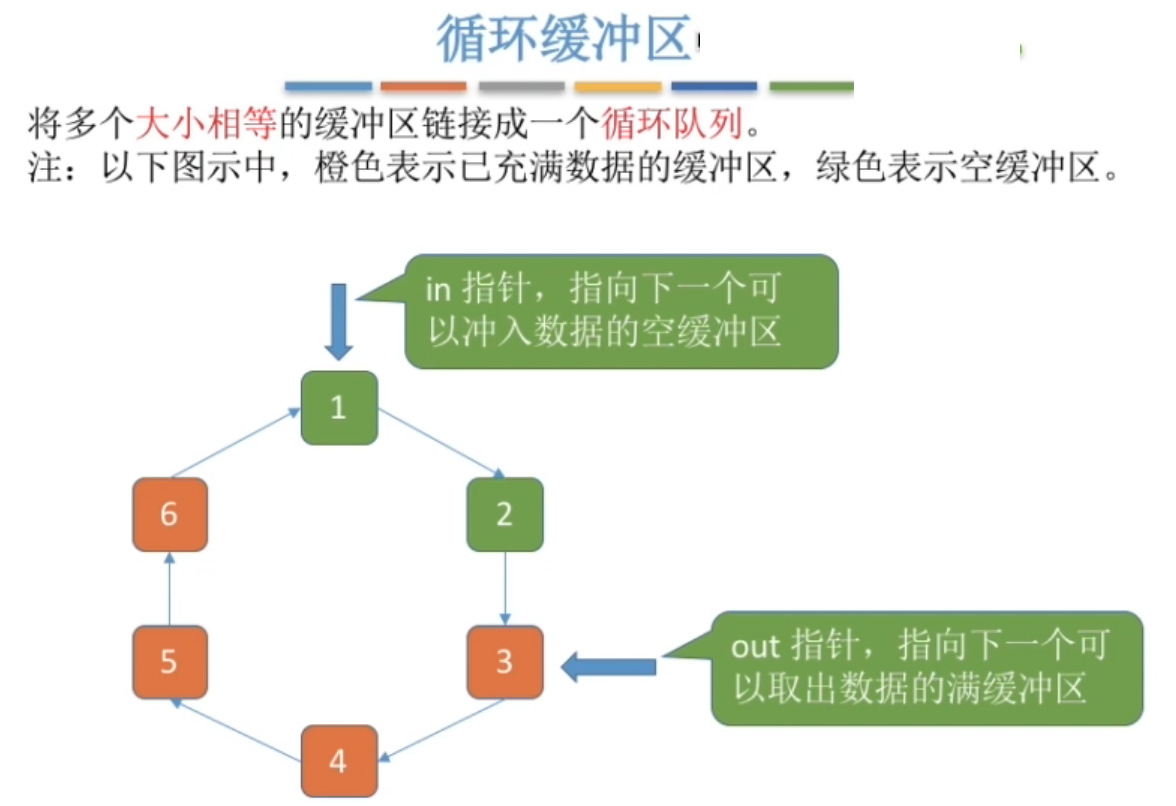 循环缓冲区
将多个大小相等的缓冲区链接成一个循环队列。
注：以下图示中，橙色表示已充满数据的缓冲区，绿色表示空缓冲区。
in 指针，指向下一个可
以冲入数据的空缓冲区
1
6
2
5
3
out 指针，指向下一个可
以取出数据的满缓冲区
4